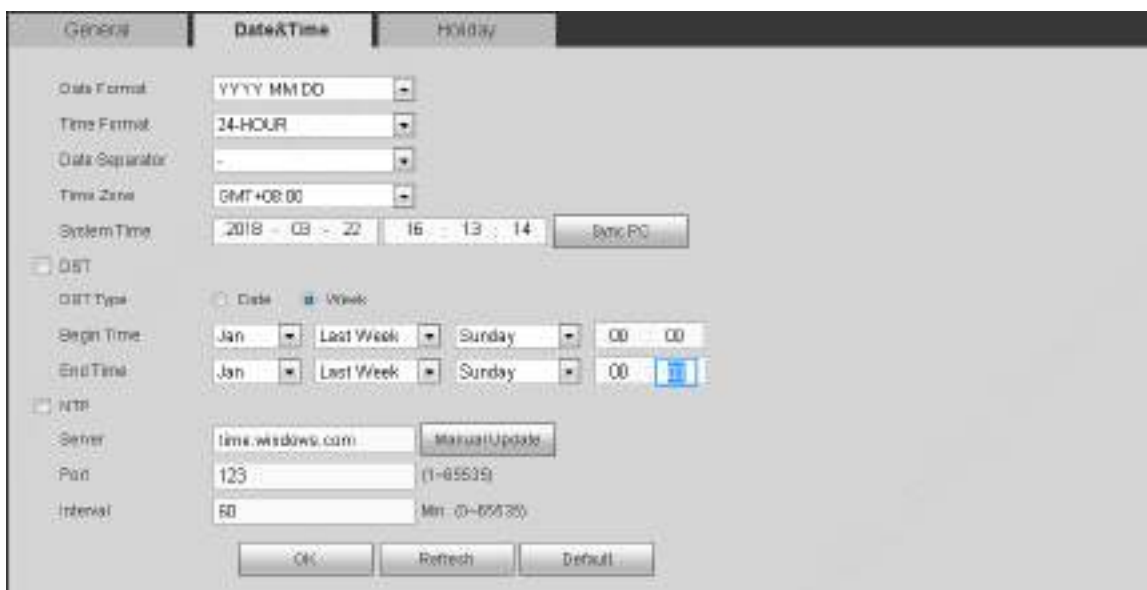 General Date&Time Holiday
Date Format YYYY MM DD
Time Format 24-HOUR
Date Separator -
Time Zone GMT+08:00
System Time 2018 - 03 - 22 16 : 13 : 14 Sync PC
DST
DST Type Date Week
Begin Time Jan Last Week Sunday 00 00
End Time Jan Last Week Sunday 00
NTP
Server time.windows.com Manual Update
Port 123 (1~65535)
Interval 60 Min. (0~65535)
OK Refresh Default